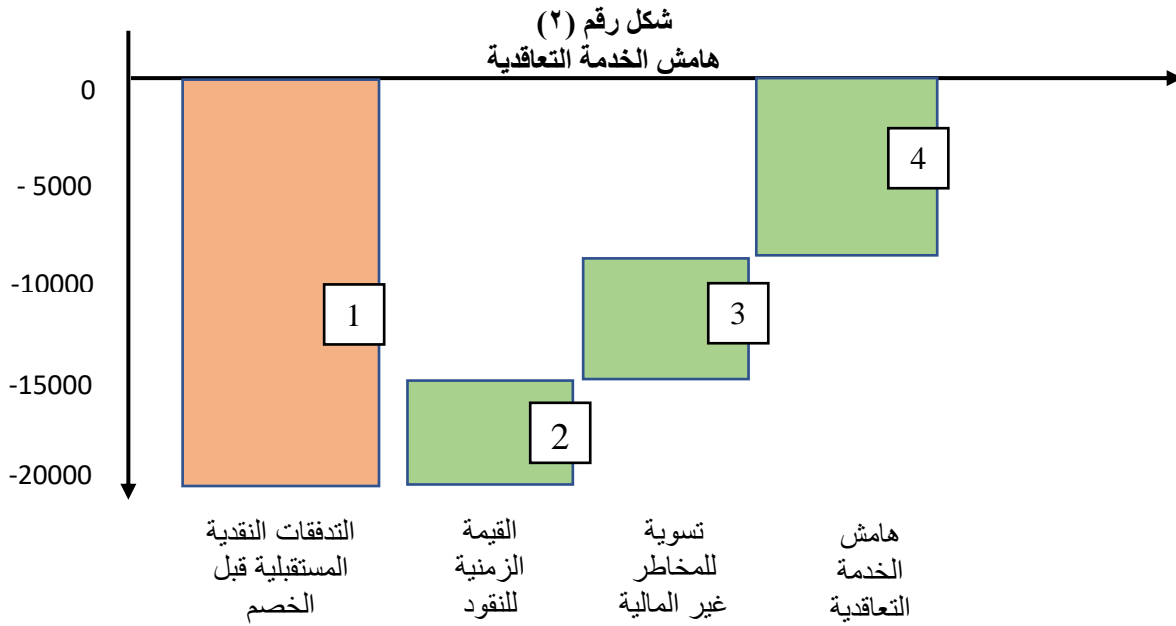 شكل رقم (٢)
هامش الخدمة التعاقدية
0
- 5000
-10000
-15000
-20000
1
2
3
4
التدفقات النقدية
المستقبلية قبل
الخصم
القيمة
الزمنية
للنقود
تسوية
للمخاطر
غير المالية
هامش
الخدمة
التعاقدية